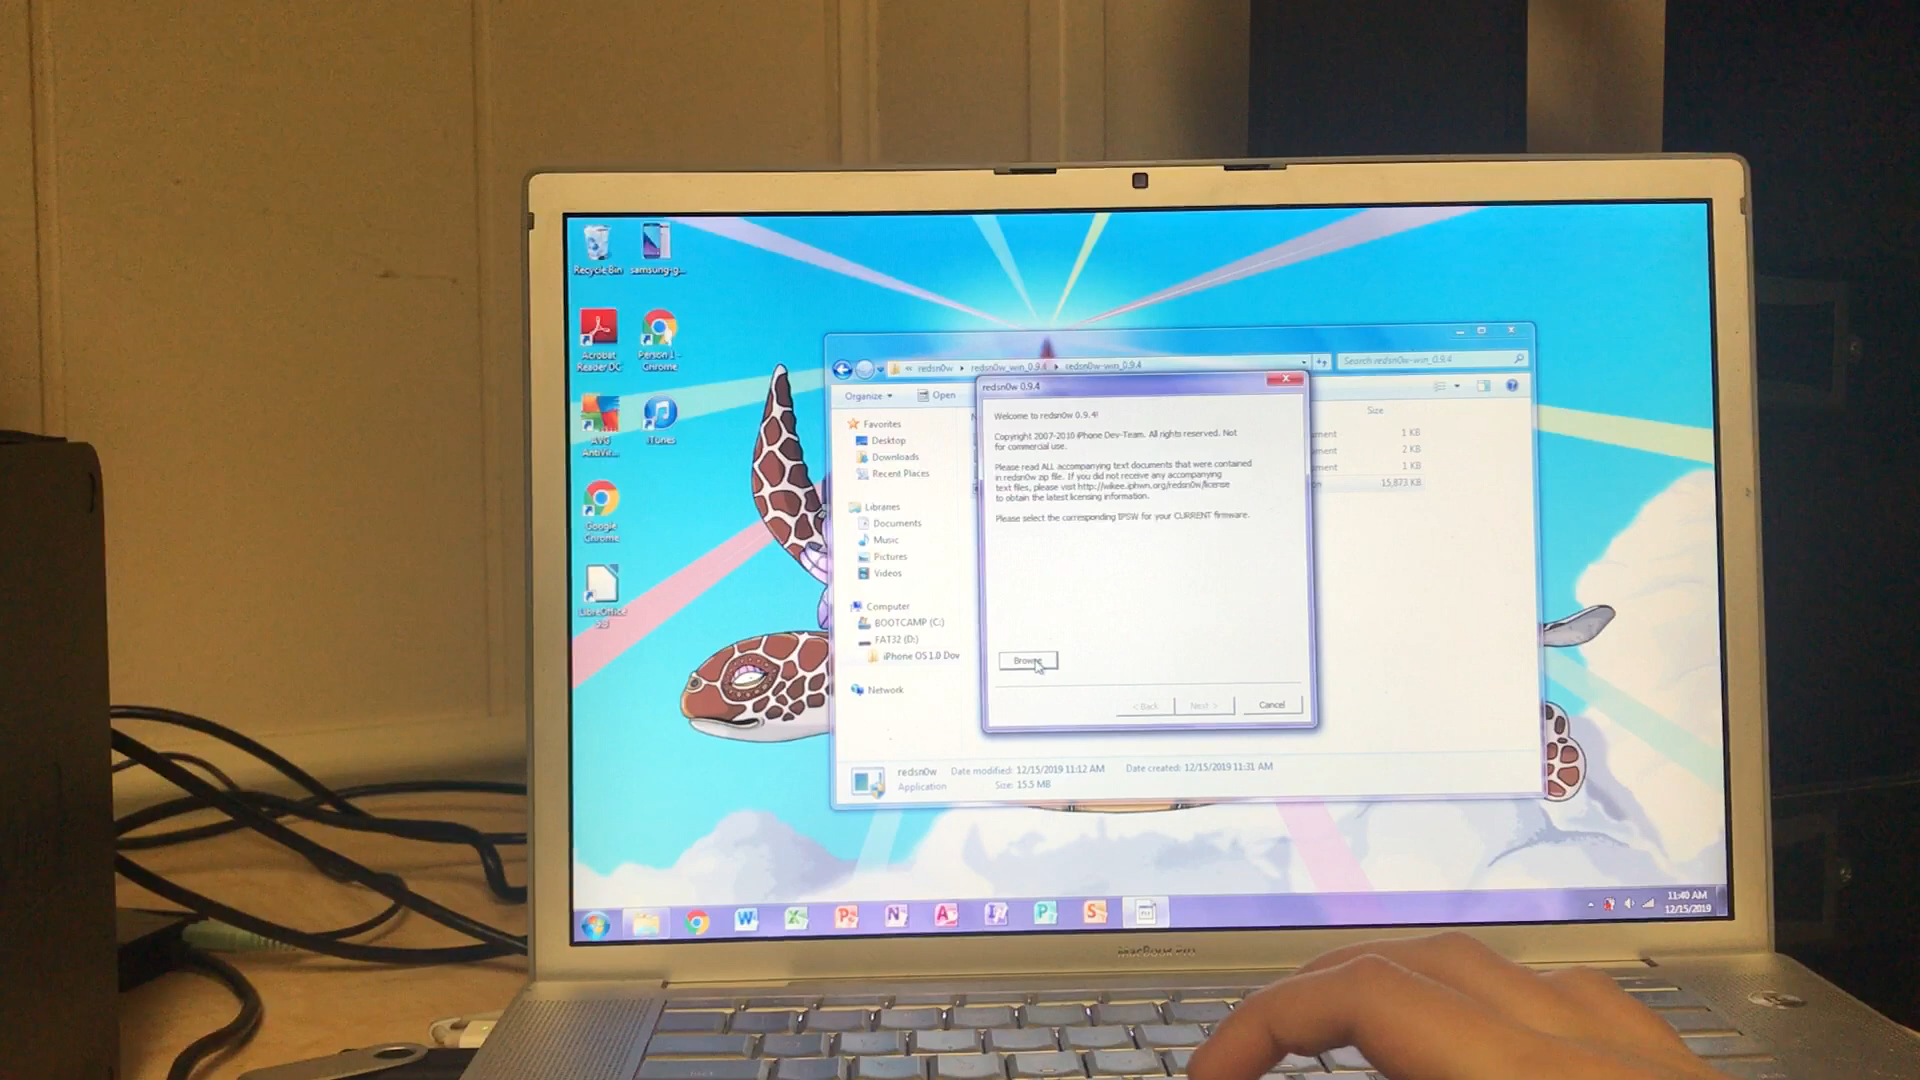 Recycle Bin
samsung-g...
Acrobat
Reader DC
Person 1 -
Chrome
AVG
AntiVir...
iTunes
Google
Chrome
LibreOffice
redsn0w
redsn0w_win_0.9.4
redsn0w-win_0.9.4
Search redsn0w-win_0.9.4
Organize
Open
Size
Favorites
Desktop
Downloads
Recent Places
Libraries
Documents
Music
Pictures
Videos
Computer
BOOTCAMP (C:)
FAT32 (D:)
iPhone OS 1.0 Dov
Network
ument
1 KB
ument
2 KB
ument
1 KB
on
15,873 KB
redsn0w 0.9.4
Welcome to redsn0w 0.9.4!
Copyright 2007-2010 iPhone Dev-Team. All rights reserved. Not
for commercial use.
Please read ALL accompanying text documents that were contained
in redsn0w zip file. If you did not receive any accompanying
text files, please visit http://wikee.iphwn.org/redsn0w/license
to obtain the latest licensing information.
Please select the corresponding IPSW for your CURRENT firmware.
Browse
< Back
Next >
Cancel
redsn0w
Date modified: 12/15/2019 11:12 AM
Date created: 12/15/2019 11:31 AM
Application
Size: 15.5 MB
11:40 AM
12/15/2019
MacBook Pro